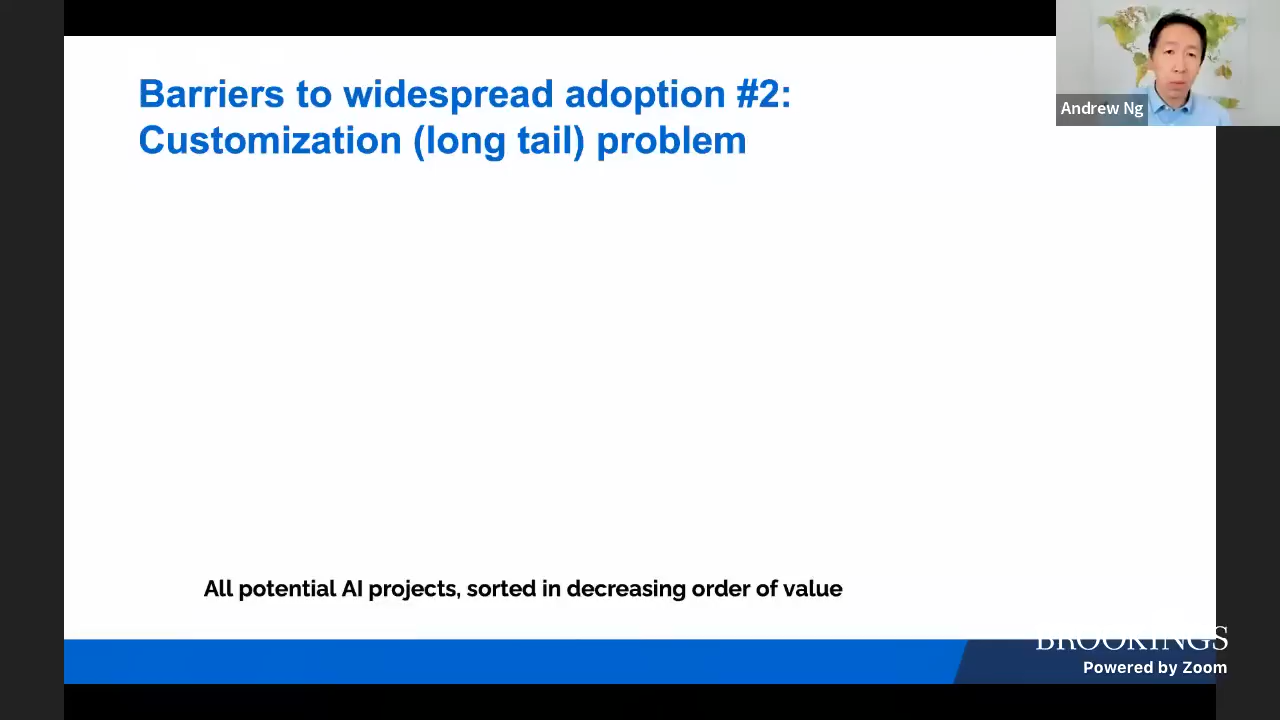 Barriers to widespread adoption #2:
Customization (long tail) problem
Andrew Ng
All potential AI projects, sorted in decreasing order of value
BROOKINGS
Powered by Zoom